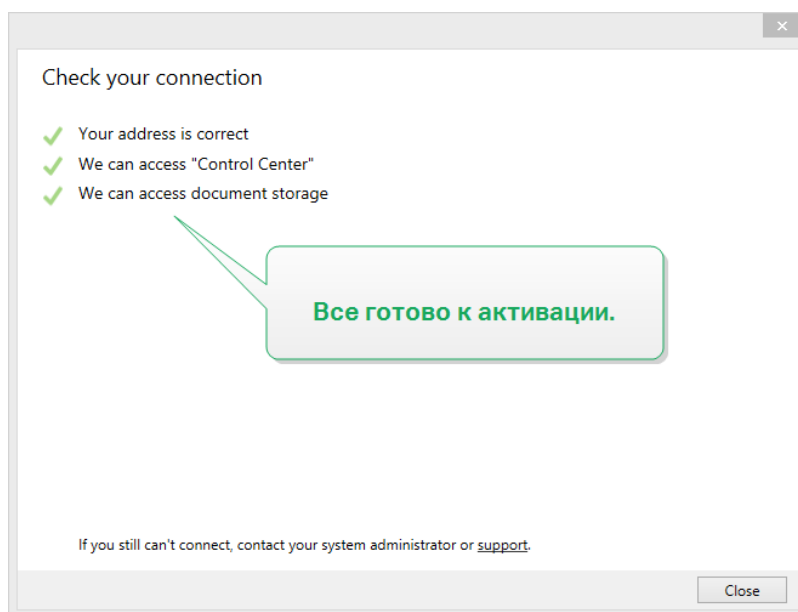 Check your connection
Your address is correct
We can access "Control Center"
We can access document storage
Все готово к активации.
If you still can't connect, contact your system administrator or support.
Close